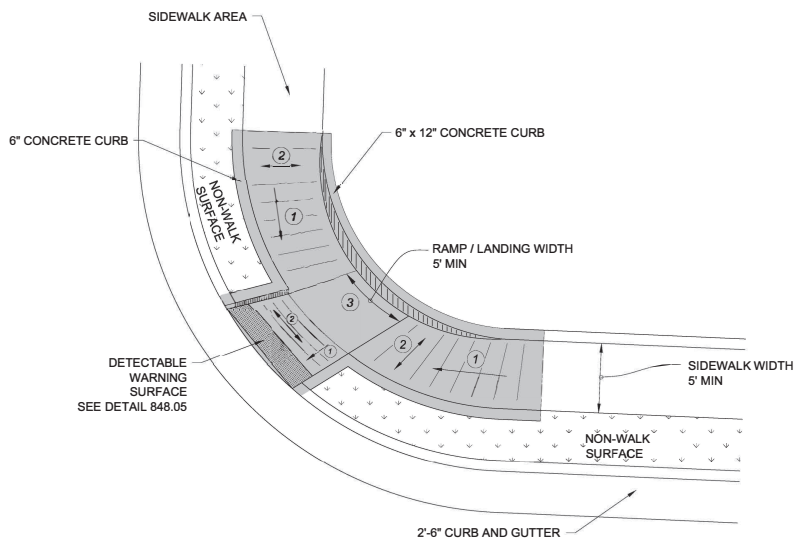 SIDEWALK AREA
6" CONCRETE CURB
6" x 12" CONCRETE CURB
2
NON-WALK
SURFACE
1
RAMP / LANDING WIDTH
5' MIN
3
2
1
2
1
DETECTABLE
WARNING
SURFACE
SEE DETAIL 848.05
SIDEWALK WIDTH
5' MIN
NON-WALK
SURFACE
2'-6" CURB AND GUTTER